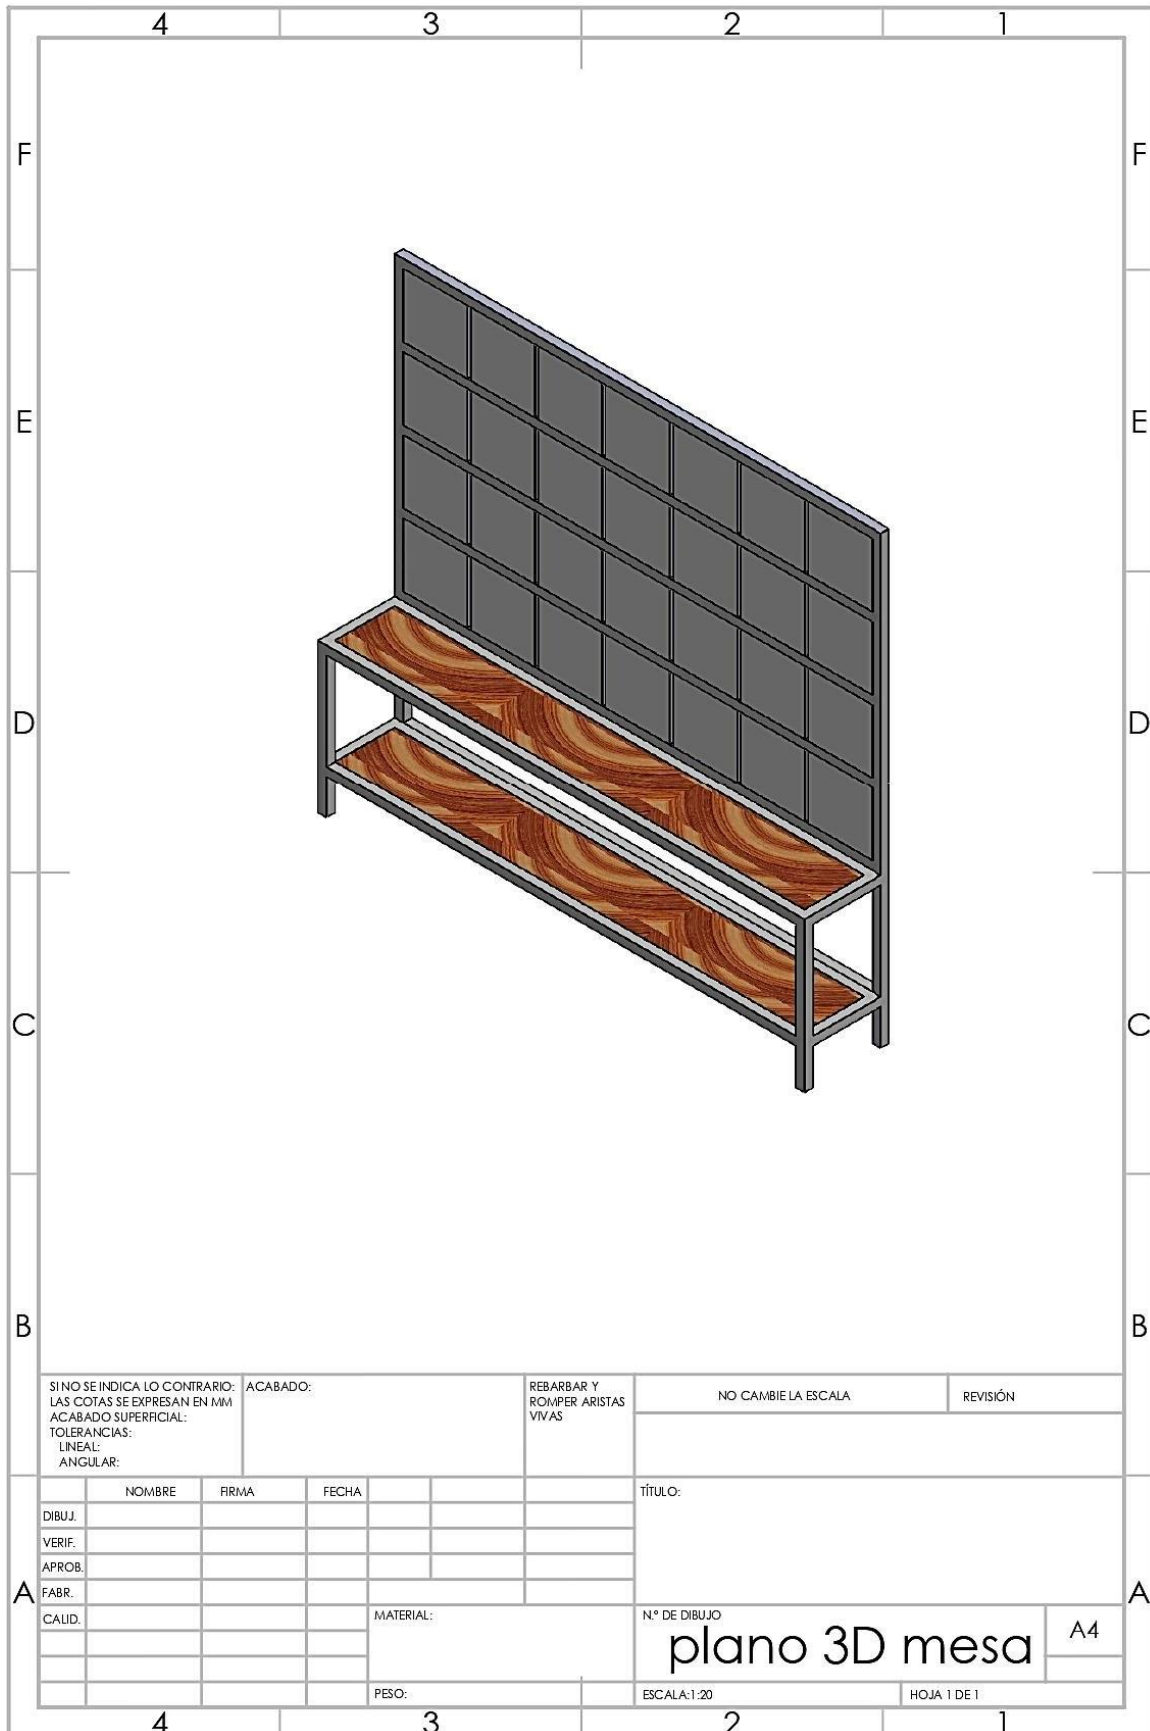 4 3 2 1
F F
E E
D D
C C
B B
SI NO SE INDICA LO CONTRARIO:
LAS COTAS SE EXPRESAN EN MM
ACABADO SUPERFICIAL:
TOLERANCIAS:
LINEAL:
ANGULAR:
ACABADO:
REBARBAR Y
ROMPER ARISTAS
VIVAS
NO CAMBIE LA ESCALA
REVISIÓN
NOMBRE FIRMA FECHA
TÍTULO:
DIBUJ.
VERIF.
APROB.
A A
FABR.
CALID.
MATERIAL:
N.º DE DIBUJO
plano 3D mesa
A4
PESO:
ESCALA:1:20
HOJA 1 DE 1
4 3 2 1